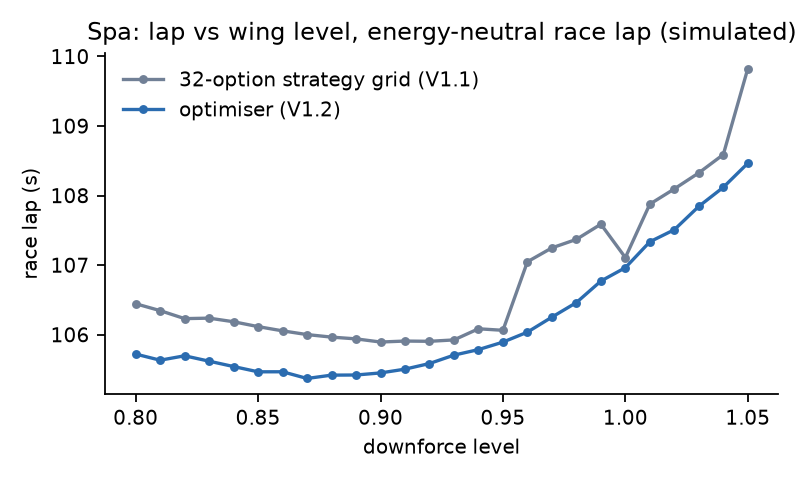 Spa: lap vs wing level, energy-neutral race lap (simulated)
110
109
108
107
106
race lap (s)
32-option strategy grid (V1.1)
optimiser (V1.2)
0.80 0.85 0.90 0.95 1.00 1.05
downforce level